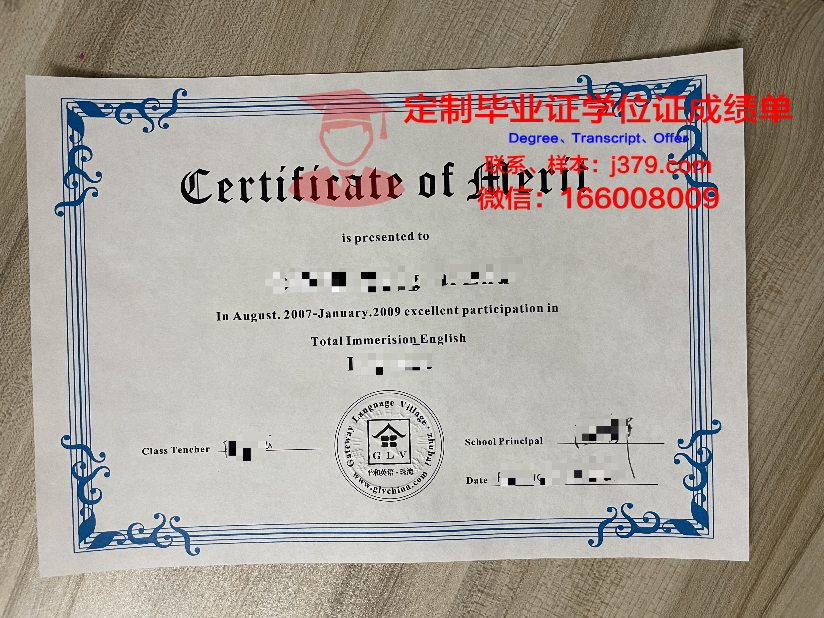 定制毕业证学位证成绩单
Degree、Transcript、Offer
联系、样本：j379.com
微信：166008009
Certificate of Merit
is presented to
In August, 2007-January,2009 excellent participation in
Total Immerision English
Gateway Language Village, zhuhai
GLV
www.glvchina.com
Class Tencher
School Principal
Date